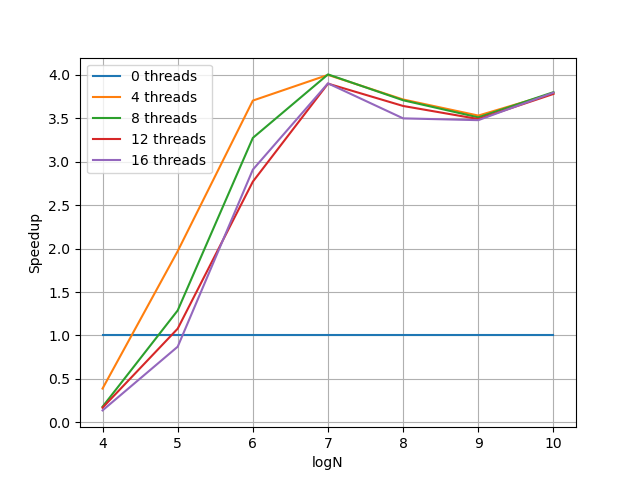 0 threads
4 threads
8 threads
12 threads
16 threads
4.0
3.5
3.0
2.5
2.0
1.5
1.0
0.5
0.0
Speedup
4 5 6 7 8 9 10
logN